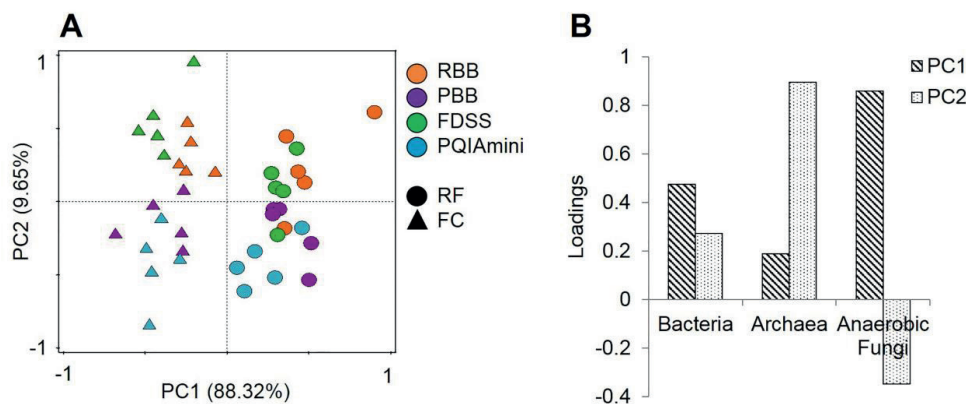 A
1
PC2 (9.65%)
-1
-1
PC1 (88.32%)
1
RBB
PBB
FDSS
PQIAmini
RF
FC
B
1
0.8
0.6
0.4
0.2
0
-0.2
-0.4
Loadings
PC1
PC2
Bacteria
Archaea
Anaerobic
Fungi